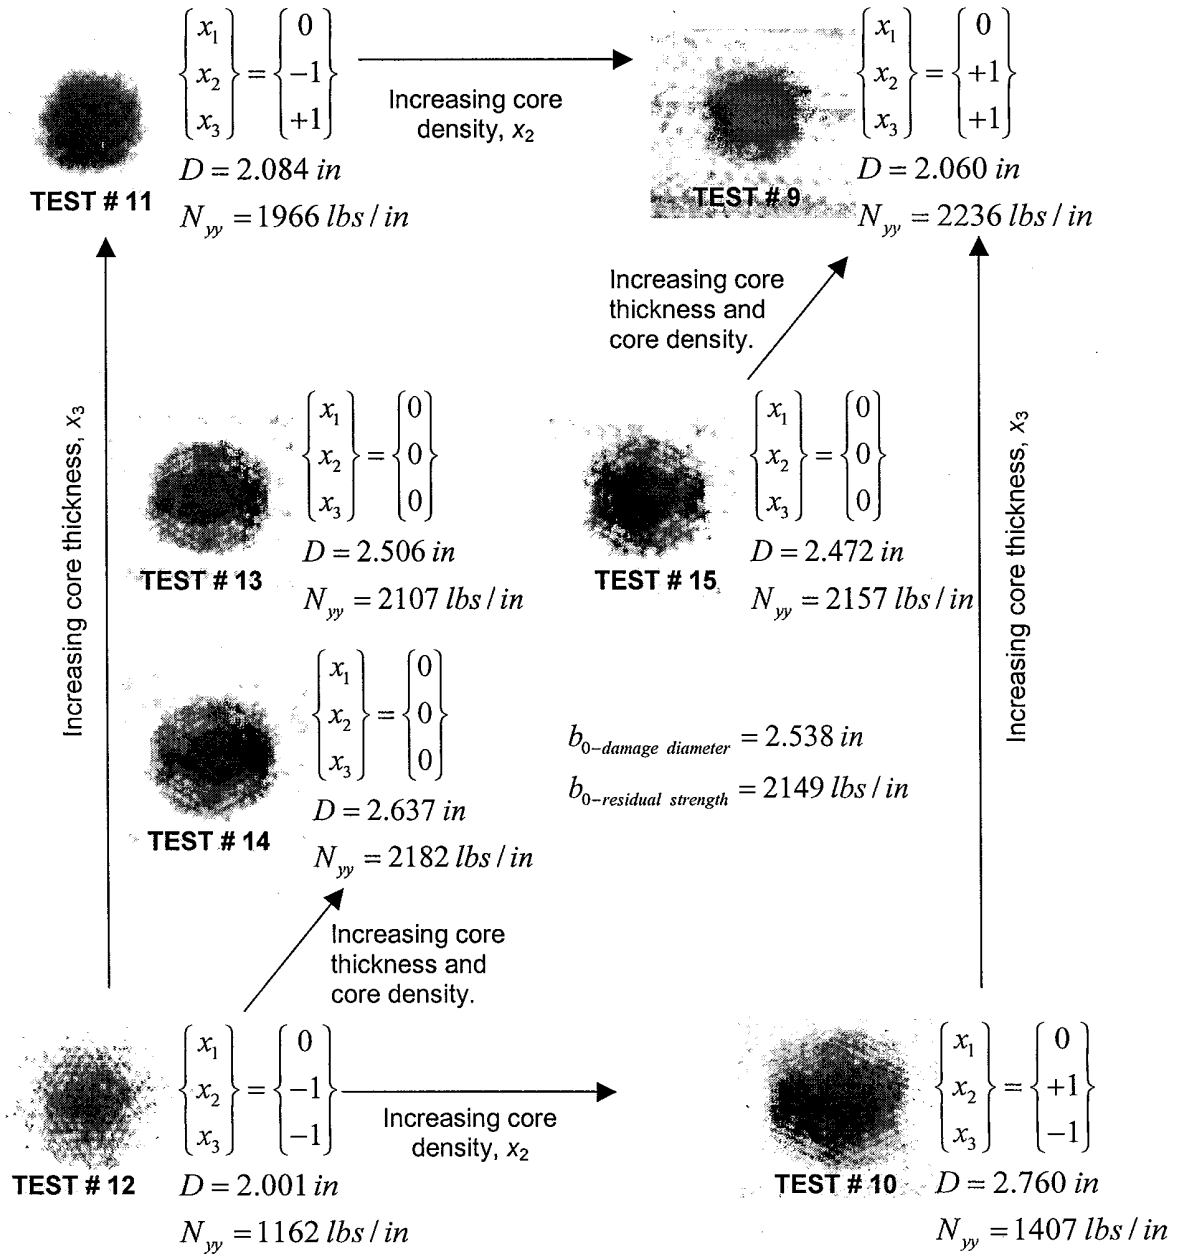 {x1 x2 x3} = {0 −1 +1}
D = 2.084 in
TEST # 11
Nyy = 1966 lbs / in
Increasing core
density, x2
{x1 x2 x3} = {0 +1 +1}
D = 2.060 in
TEST # 9
Nyy = 2236 lbs / in
Increasing core
thickness and
core density.
Increasing core thickness, x3
{x1 x2 x3} = {0 0 0}
D = 2.506 in
TEST # 13
Nyy = 2107 lbs / in
{x1 x2 x3} = {0 0 0}
D = 2.472 in
TEST # 15
Nyy = 2157 lbs / in
Increasing core thickness, x3
{x1 x2 x3} = {0 0 0}
D = 2.637 in
TEST # 14
Nyy = 2182 lbs / in
b0−damage diameter = 2.538 in
b0−residual strength = 2149 lbs / in
Increasing core
thickness and
core density.
{x1 x2 x3} = {0 −1 −1}
TEST # 12
D = 2.001 in
Nyy = 1162 lbs / in
Increasing core
density, x2
{x1 x2 x3} = {0 +1 −1}
TEST # 10
D = 2.760 in
Nyy = 1407 lbs / in